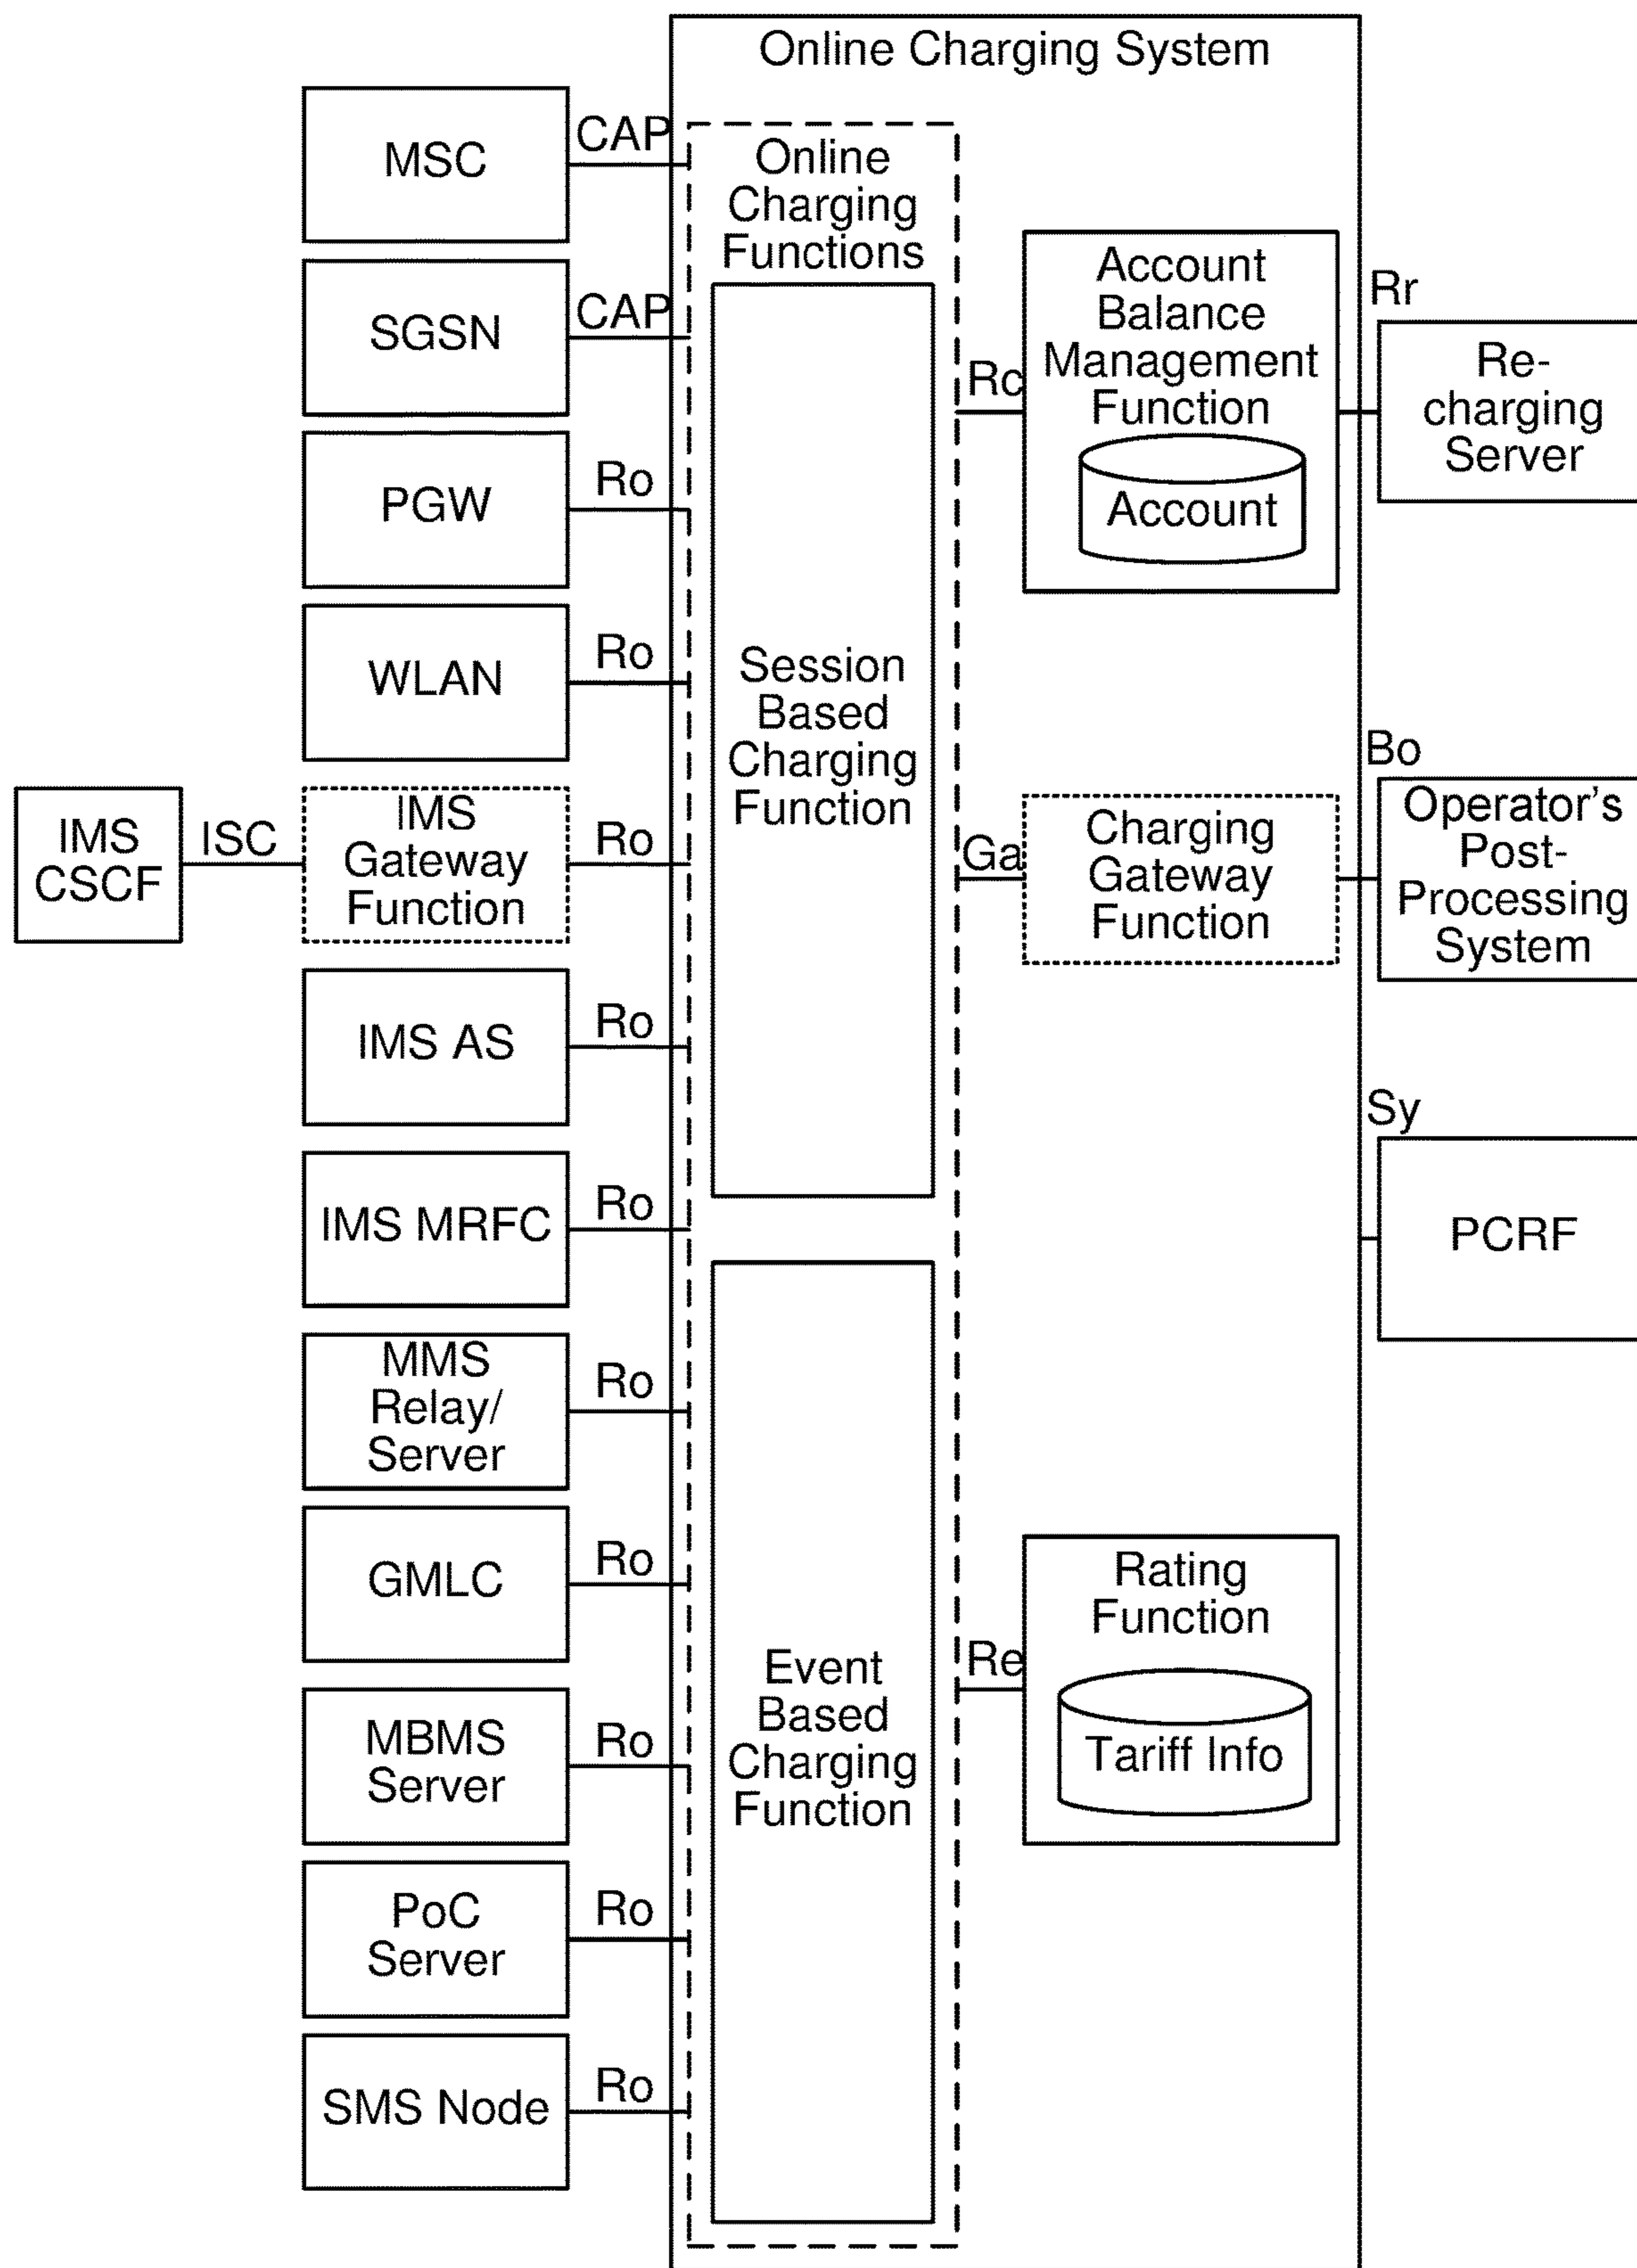 Online Charging System
MSC
CAP
SGSN
CAP
PGW
Ro
WLAN
Ro
IMS
CSCF
ISC
IMS
Gateway
Function
Ro
IMS AS
Ro
IMS MRFC
Ro
MMS
Relay/
Server
Ro
GMLC
Ro
MBMS
Server
Ro
PoC
Server
Ro
SMS Node
Ro
Online
Charging
Functions
Session
Based
Charging
Function
Event
Based
Charging
Function
Rc
Account
Balance
Management
Function
Account
Rr
Re-
charging
Server
Ga
Charging
Gateway
Function
Bo
Operator's
Post-
Processing
System
Sy
PCRF
Re
Rating
Function
Tariff Info